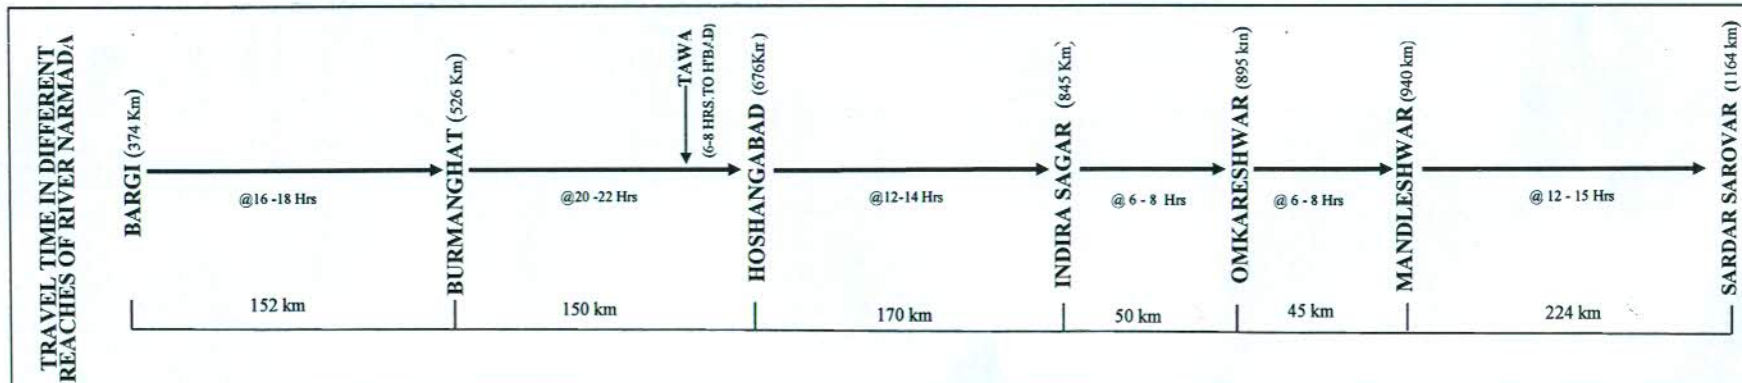 TRAVEL TIME IN DIFFERENT
REACHES OF RIVER NARMADA
BARGI (374 Km)
@16 -18 Hrs
BURMANGHAT (526 Km)
@20 -22 Hrs
TAWA
(6-8 HRS. TO H'BAD)
HOSHANGABAD (676Km)
@12-14 Hrs
INDIRA SAGAR (845 Km)
@ 6 - 8 Hrs
OMKARESHWAR (895 km)
@ 6 - 8 Hrs
MANDLESHWAR (940 km)
@ 12 - 15 Hrs
SARDAR SAROVAR (1164 km)
152 km
150 km
170 km
50 km
45 km
224 km